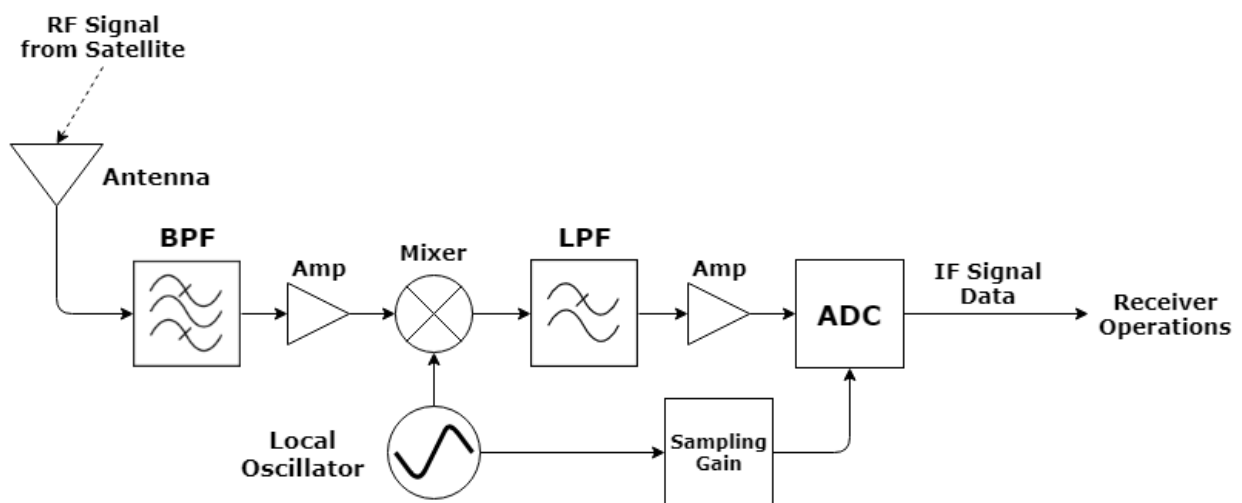 RF Signal
from Satellite
Antenna
BPF
Amp
Mixer
LPF
Amp
ADC
IF Signal
Data
Receiver
Operations
Local
Oscillator
Sampling
Gain